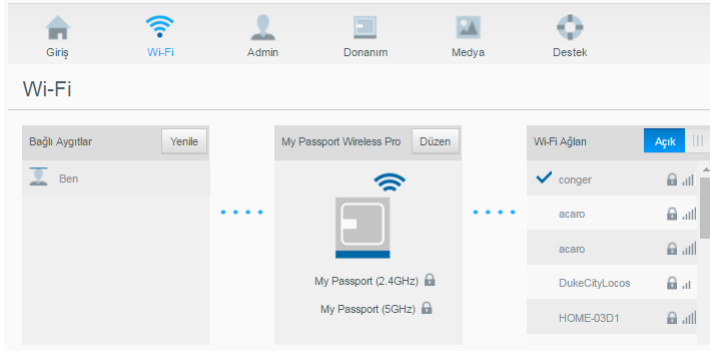 Giriş Wi-Fi Admin Donanım Medya Destek
Wi-Fi
Bağlı Aygıtlar Yenile
Ben
My Passport Wireless Pro Düzen
My Passport (2.4GHz)
My Passport (5GHz)
Wi-Fi Ağları Açık
conger
acaro
acaro
DukeCityLocos
HOME-03D1